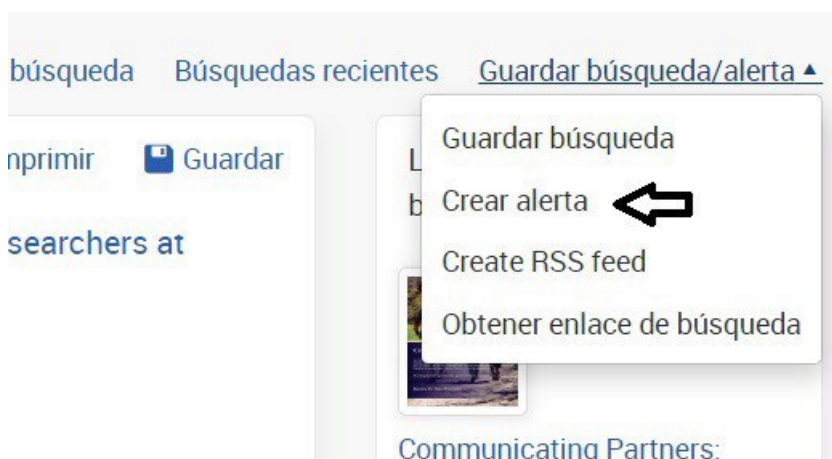 búsqueda Búsquedas recientes Guardar búsqueda/alerta
Guardar búsqueda
Guardar
Crear alerta
searchers at
Create RSS feed
Obtener enlace de búsqueda
Communicating Partners: